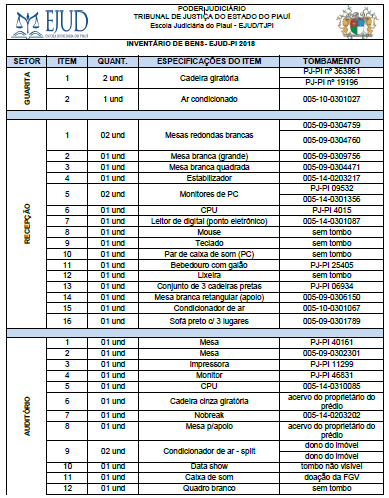 EJUD
ESCOLA JUDICIÁRIA DO PIAUÍ
PODER JUDICIÁRIO
TRIBUNAL DE JUSTIÇA DO ESTADO DO PIAUÍ
Escola Judiciária do Piauí - EJUD/TJPI
INVENTÁRIO DE BENS- EJUD-PI 2018
SETOR ITEM QUANT. ESPECIFICAÇÕES DO ITEM TOMBAMENTO
GUARITA
1 2 und Cadeira giratória PJ-PI nº 363861
PJ-PI nº 19196
2 1 und Ar condicionado 005-10-0301027
RECEPÇÃO
1 02 und Mesas redondas brancas 005-09-0304759
005-09-0304760
2 01 und Mesa branca (grande) 005-09-0309756
3 01 und Mesa branca quadrada 005-09-0304471
4 01 und Estabilizador 005-14-0203217
5 02 und Monitores de PC PJ-PI 09532
005-14-0301356
6 01 und CPU PJ-PI 4015
7 01 und Leitor de digital (ponto eletrônico) 005-14-0301087
8 01 und Mouse sem tombo
9 01 und Teclado sem tombo
10 01 und Par de caixa de som (PC) sem tombo
11 01 und Bebedouro com galão PJ-PI 25405
12 01 und Lixeira sem tombo
13 01 und Conjunto de 3 cadeiras pretas PJ-PI 06934
14 01 und Mesa branca retangular (apoio) 005-09-0306150
15 01 und Condicionador de ar 005-10-0301067
16 01 und Sofá preto c/ 3 lugares 005-09-0301789
AUDITÓRIO
1 01 und Mesa PJ-PI 40161
2 01 und Mesa 005-09-0302301
3 01 und Impressora PJ-PI 11299
4 01 und Monitor PJ-PI 46831
5 01 und CPU 005-14-0310085
6 01 und Cadeira cinza giratória acervo do proprietário do
prédio
7 01 und Nobreak 005-14-0203202
8 01 und Mesa p/apoio acervo do proprietário do
prédio
9 02 und Condicionador de ar - split dono do imóvel
dono do imóvel
10 01 und Data show tombo não visível
11 01 und Caixa de som doação da FGV
12 01 und Quadro branco sem tombo